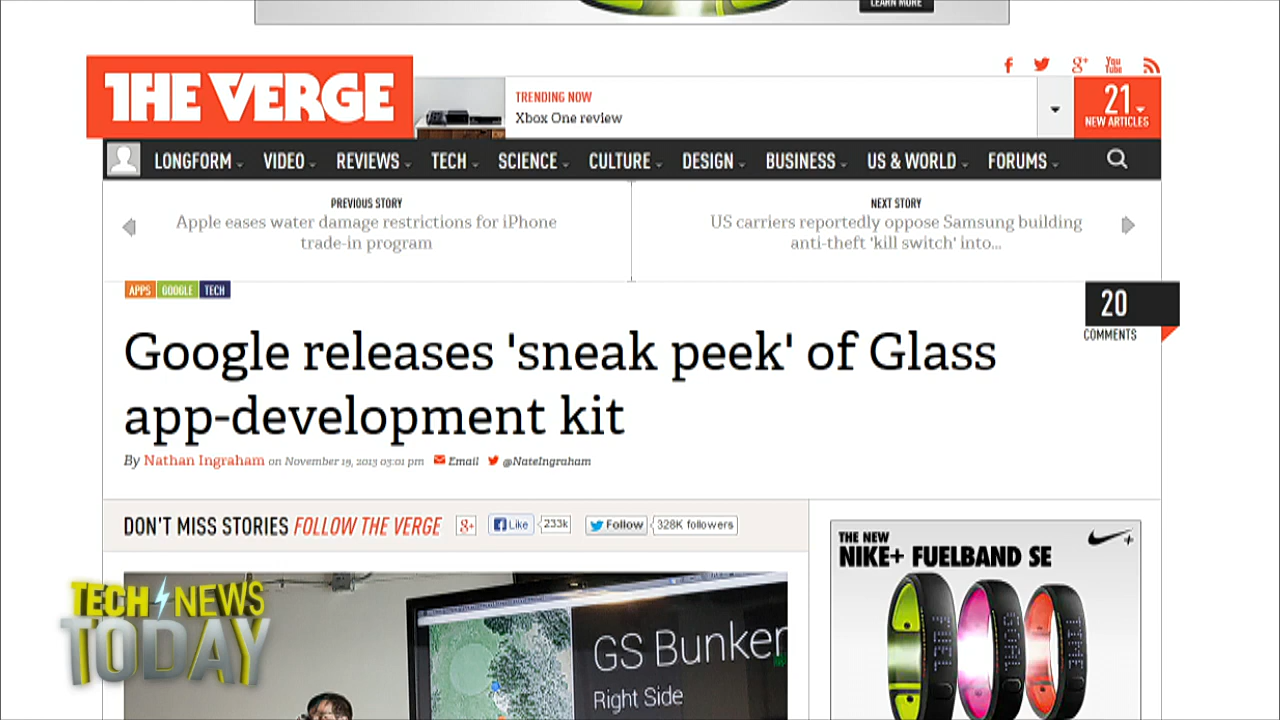 LEARN MORE
THE VERGE
TRENDING NOW
Xbox One review
g+
You
Tube
21
NEW ARTICLES
LONGFORM VIDEO REVIEWS TECH SCIENCE CULTURE DESIGN BUSINESS US & WORLD FORUMS
PREVIOUS STORY
Apple eases water damage restrictions for iPhone
trade-in program
NEXT STORY
US carriers reportedly oppose Samsung building
anti-theft 'kill switch' into...
APPS GOOGLE TECH
20
COMMENTS
Google releases 'sneak peek' of Glass
app-development kit
By Nathan Ingraham on November 19, 2013 03:01 pm Email @NateIngraham
DON'T MISS STORIES FOLLOW THE VERGE g+ Like 233k Follow 328K followers
THE NEW
NIKE+ FUELBAND SE
GS Bunker
Right Side
TECH NEWS
TODAY